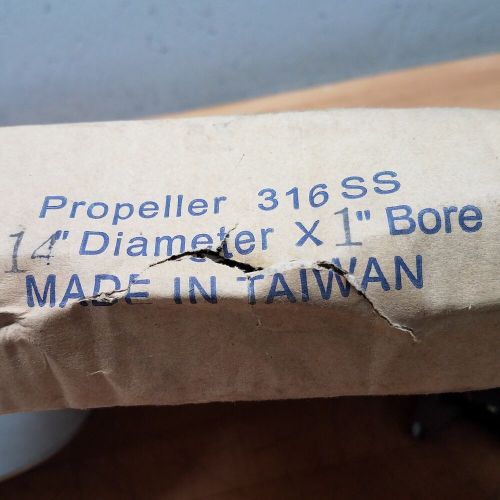 Propeller 316 SS
14" Diameter X 1" Bore
MADE IN TAIWAN